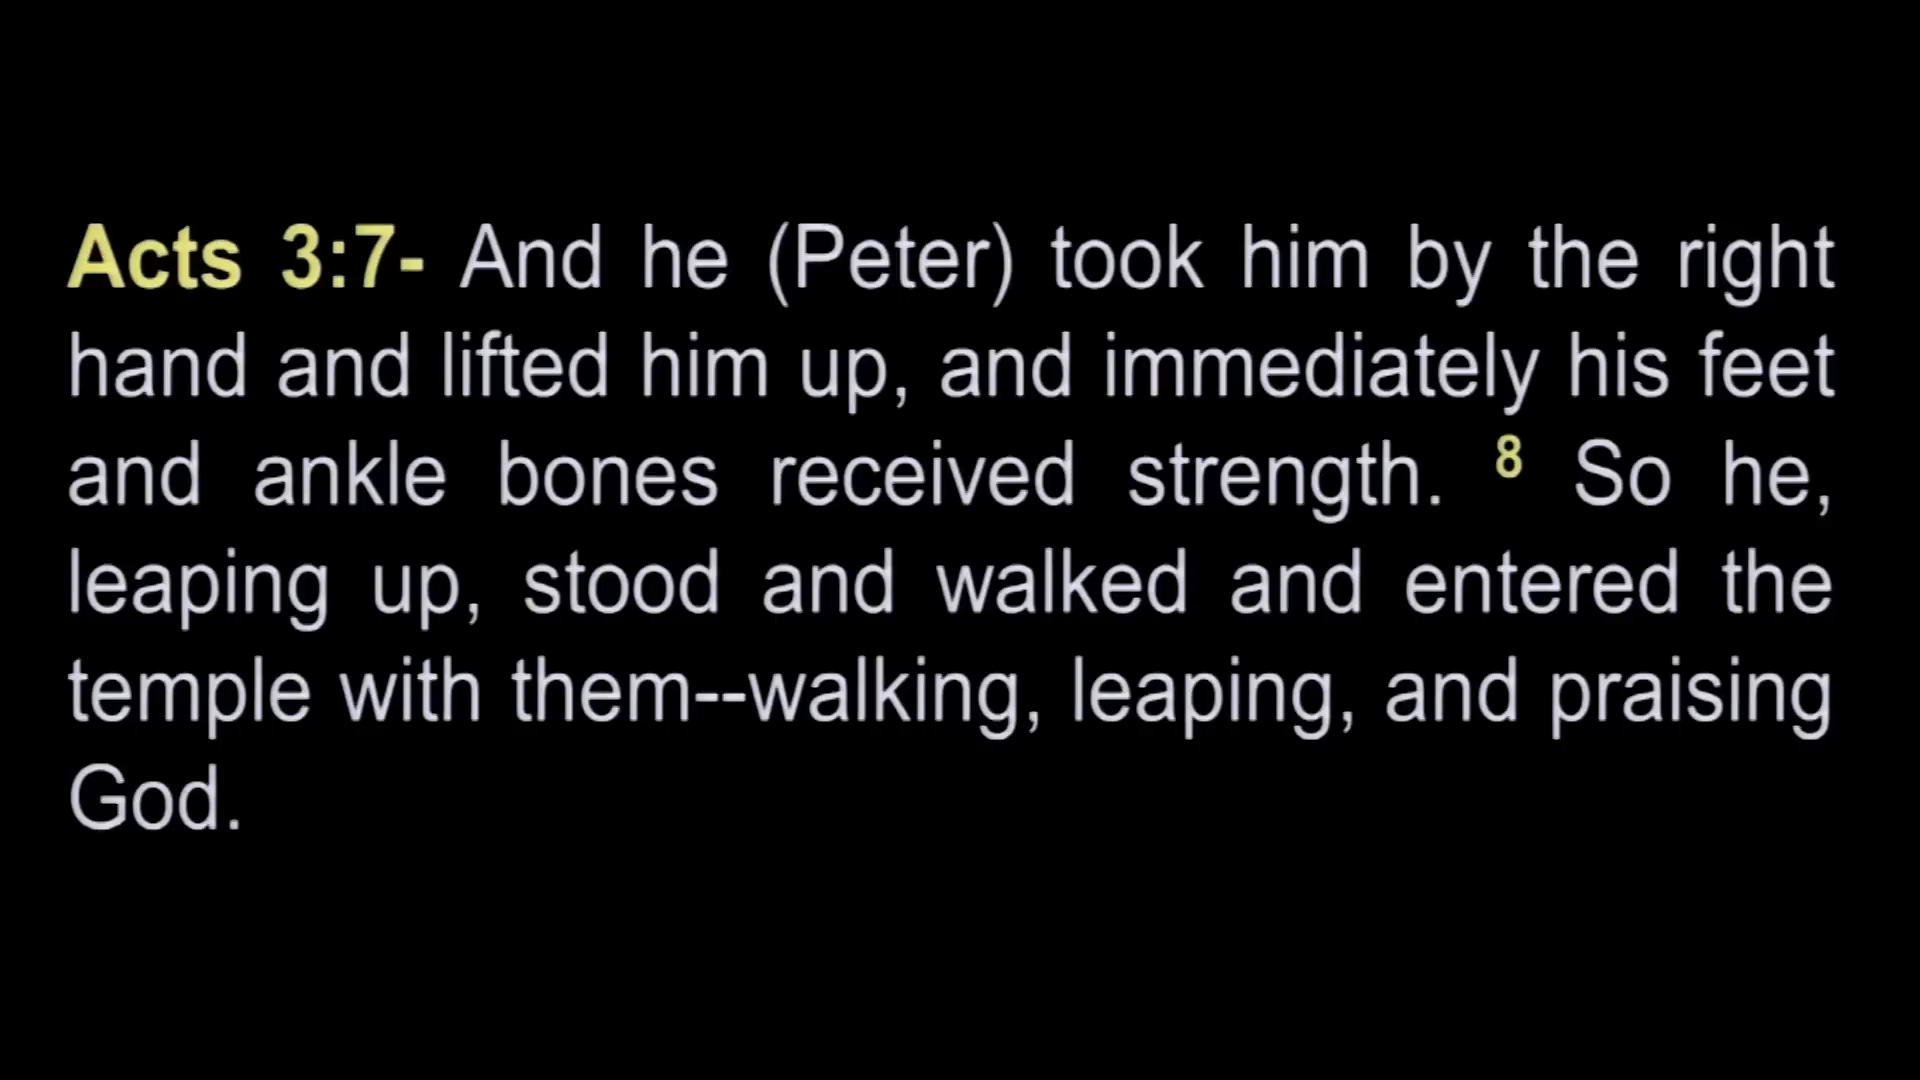 Acts 3:7- And he (Peter) took him by the right
hand and lifted him up, and immediately his feet
and ankle bones received strength. 8 So he,
leaping up, stood and walked and entered the
temple with them--walking, leaping, and praising
God.